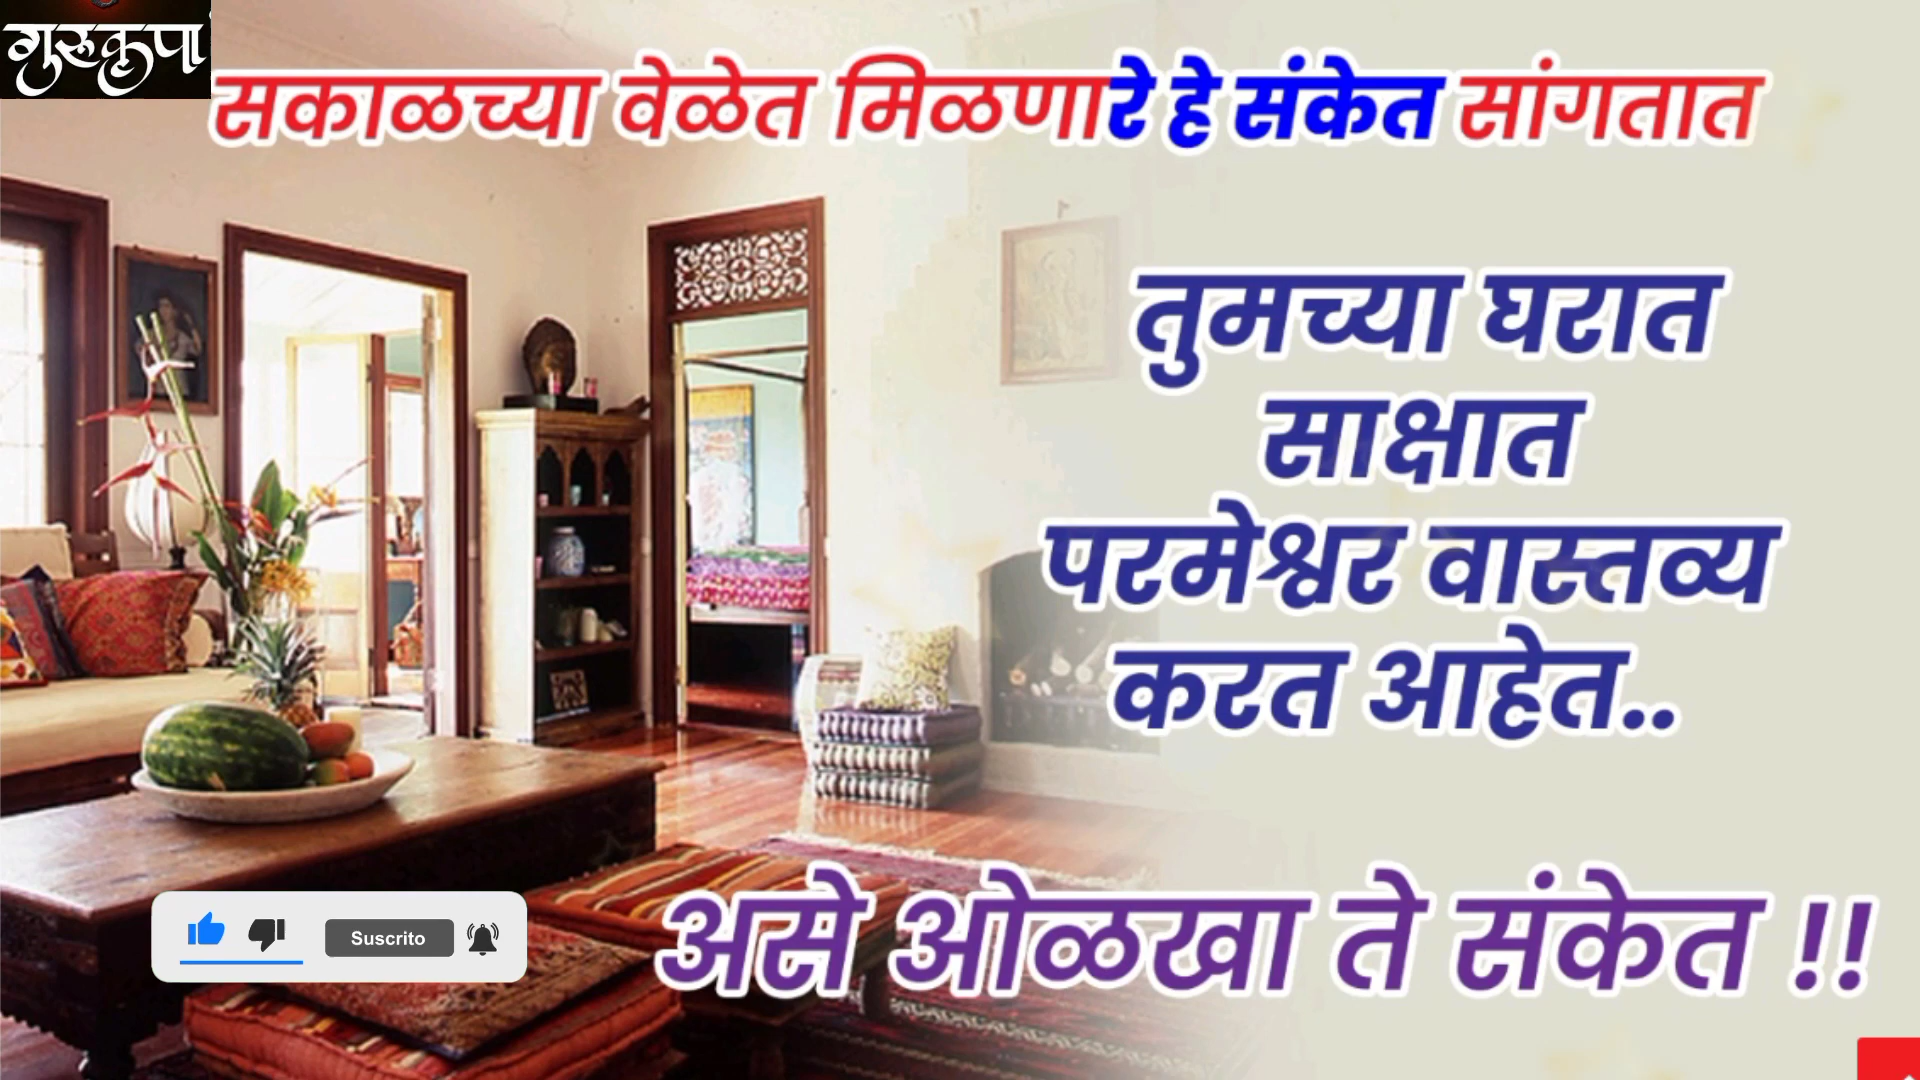 गुरुकृपा
सकाळच्या वेळेत मिळणारे हे संकेत सांगतात
तुमच्या घरात
साक्षात
परमेश्वर वास्तव्य
करत आहेत..
Suscrito
असे ओळखा ते संकेत !!